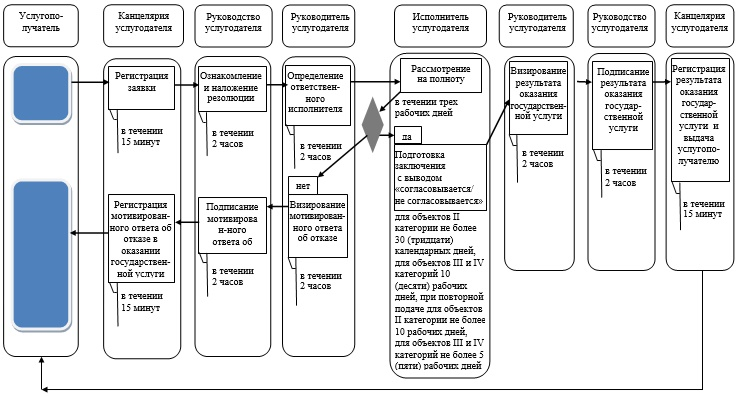 Услугопо-
лучатель
Канцелярия
услугодателя
Руководство
услугодателя
Руководитель
услугодателя
Исполнитель
услугодателя
Руководитель
услугодателя
Руководство
услугодателя
Канцелярия
услугодателя
Регистрация
заявки
в течении
15 минут
Ознакомление
и наложение
резолюции
в течении
2 часов
Определение
ответствен-
ного
исполнителя
в течении
2 часов
Рассмотрение
на полноту
в течении трех
рабочих дней
да
Подготовка
заключения
с выводом
«согласовывается/
не согласовывается»
для объектов II
категории не более
30 (тридцати)
календарных дней,
для объектов III и IV
категорий 10
(десяти) рабочих
дней, при повторной
подаче для объектов
II категории не более
10 рабочих дней,
для объектов III и IV
категорий не более 5
(пяти) рабочих дней
Визирование
результата
оказания
государствен-
ной услуги
в течении
2 часов
Подписание
результата
оказания
государ-
ственной
услуги
в течении
2 часов
Регистрация
результата
оказания
государ-
ственной
услуги и
выдача
услугопо-
лучателю
в течении
15 минут
нет
Визирование
мотивирован-
ного ответа
об отказе
в течении
2 часов
Подписание
мотивирова
н-ного
ответа об
в течении
2 часов
Регистрация
мотивирован-
ного ответа об
отказе в
оказании
государствен-
ной услуги
в течении
15 минут